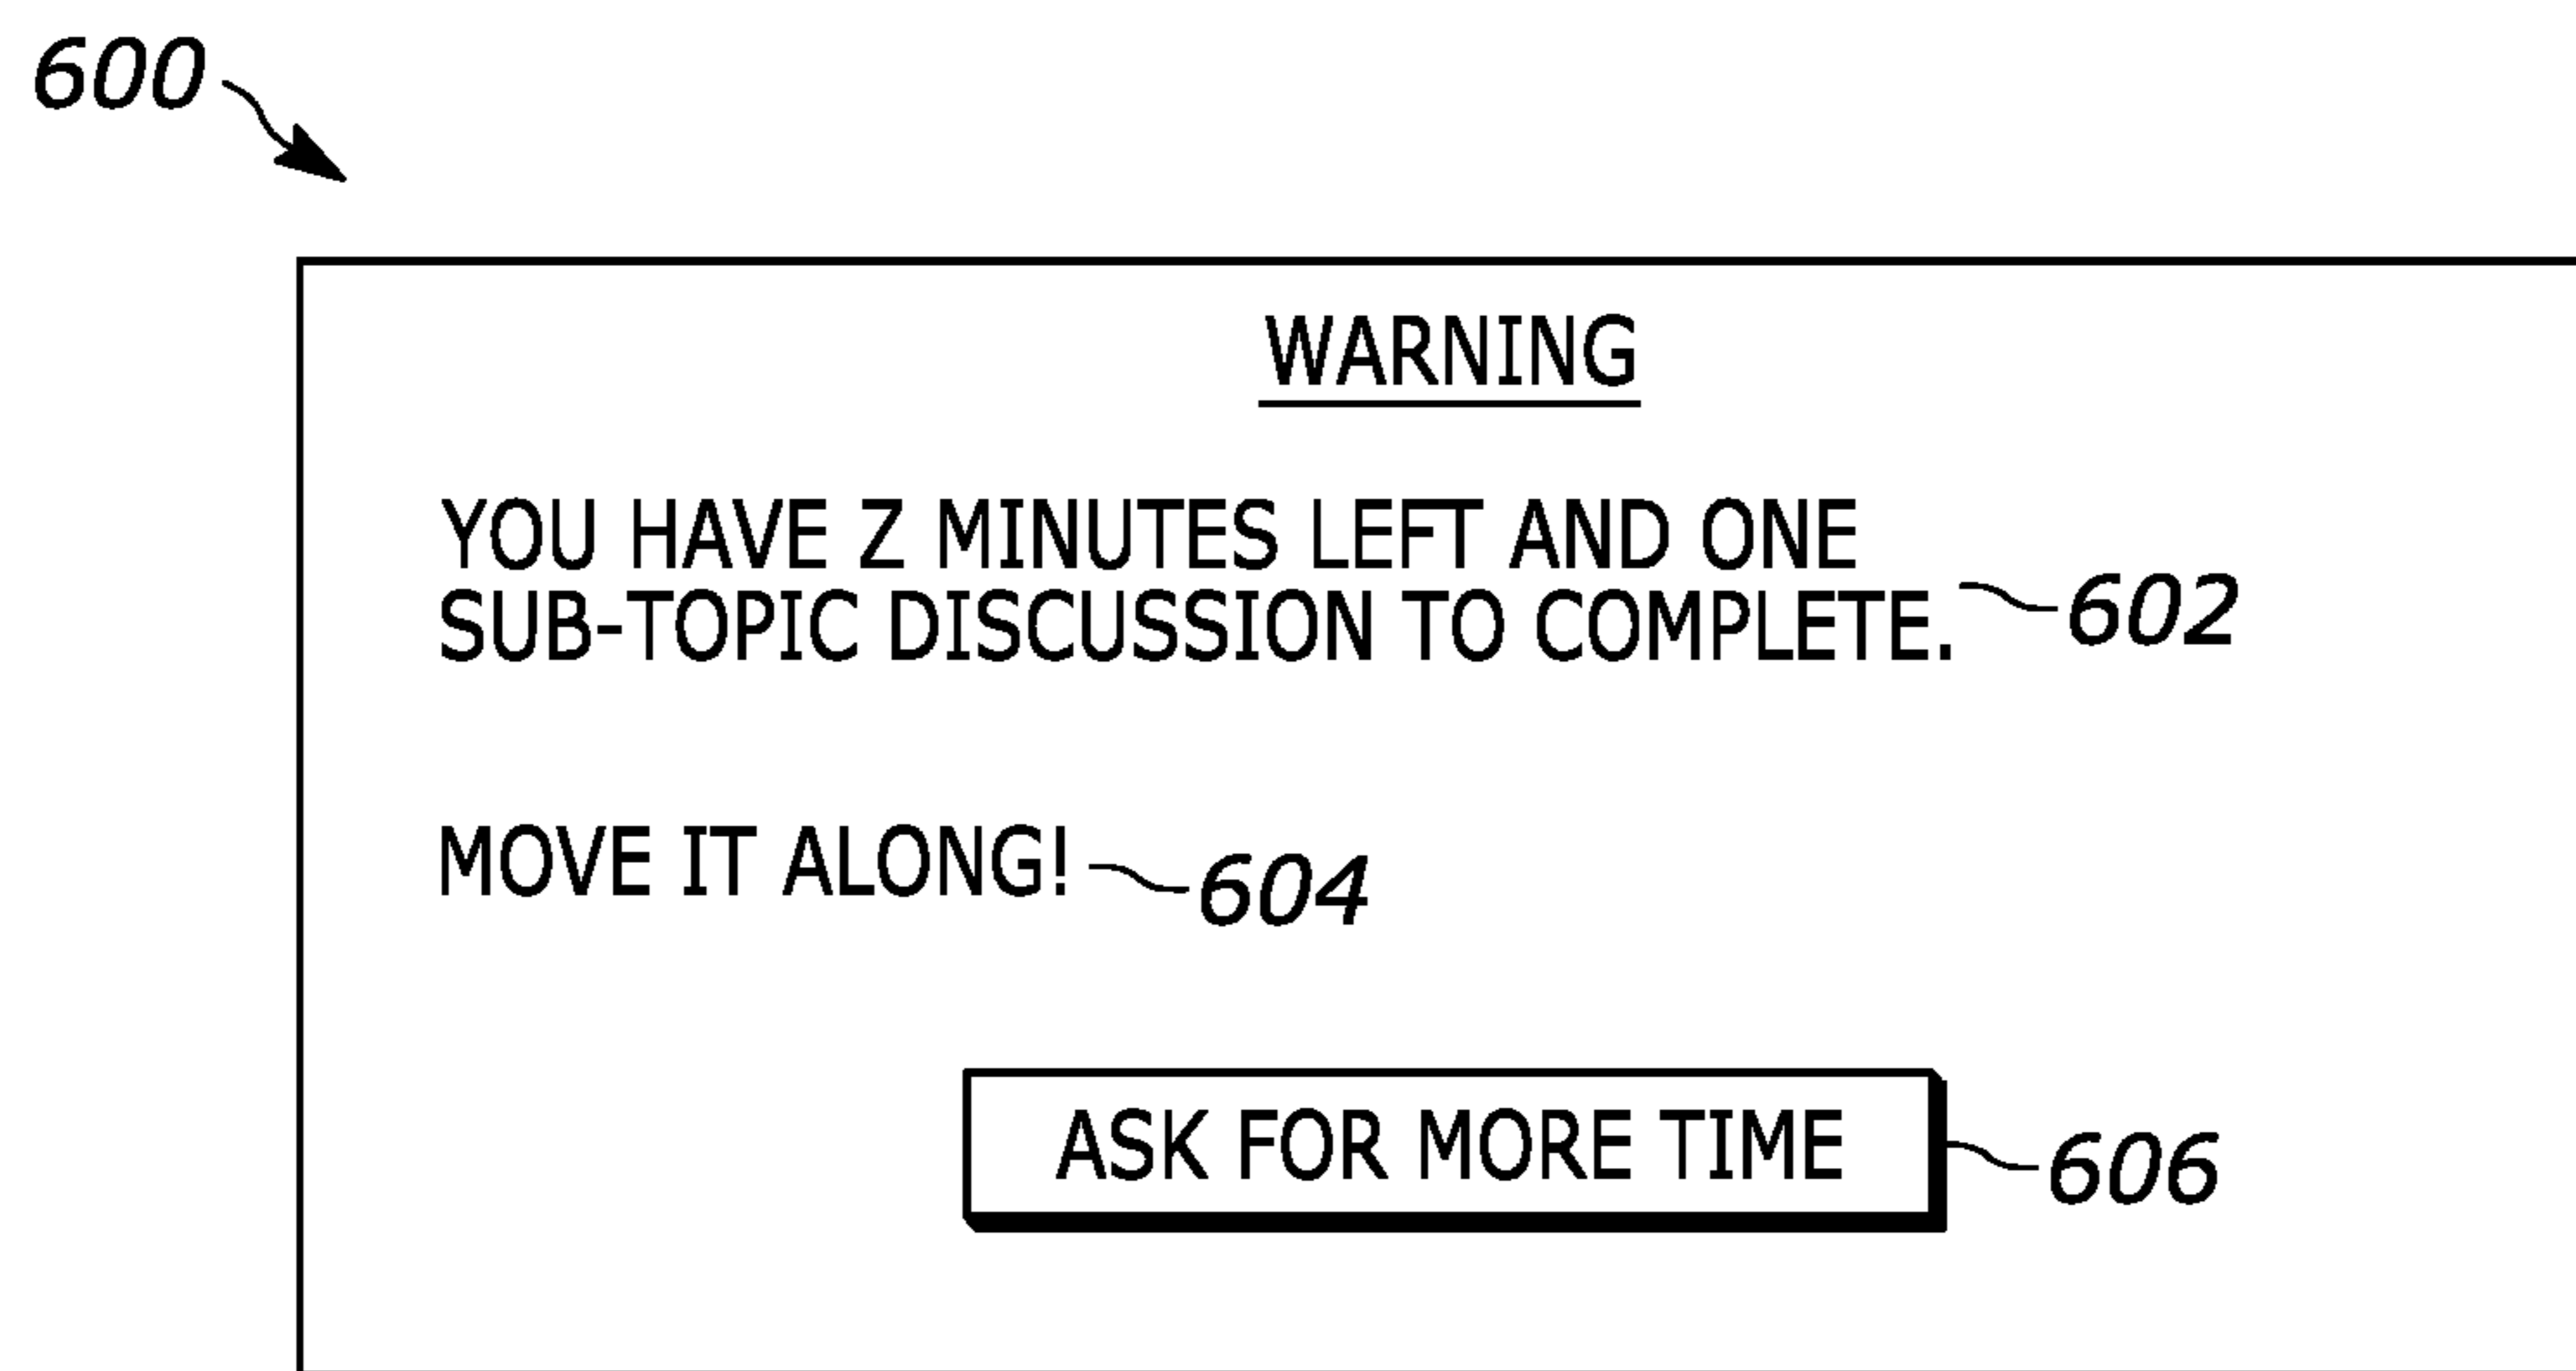 600
WARNING
YOU HAVE Z MINUTES LEFT AND ONE
SUB-TOPIC DISCUSSION TO COMPLETE.
602
MOVE IT ALONG!
604
ASK FOR MORE TIME
606